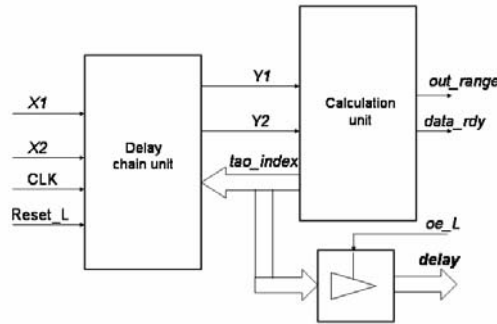 X1
X2
CLK
Reset_L
Delay
chain unit
Y1
Y2
tao_index
Calculation
unit
out_range
data_rdy
oe_L
delay